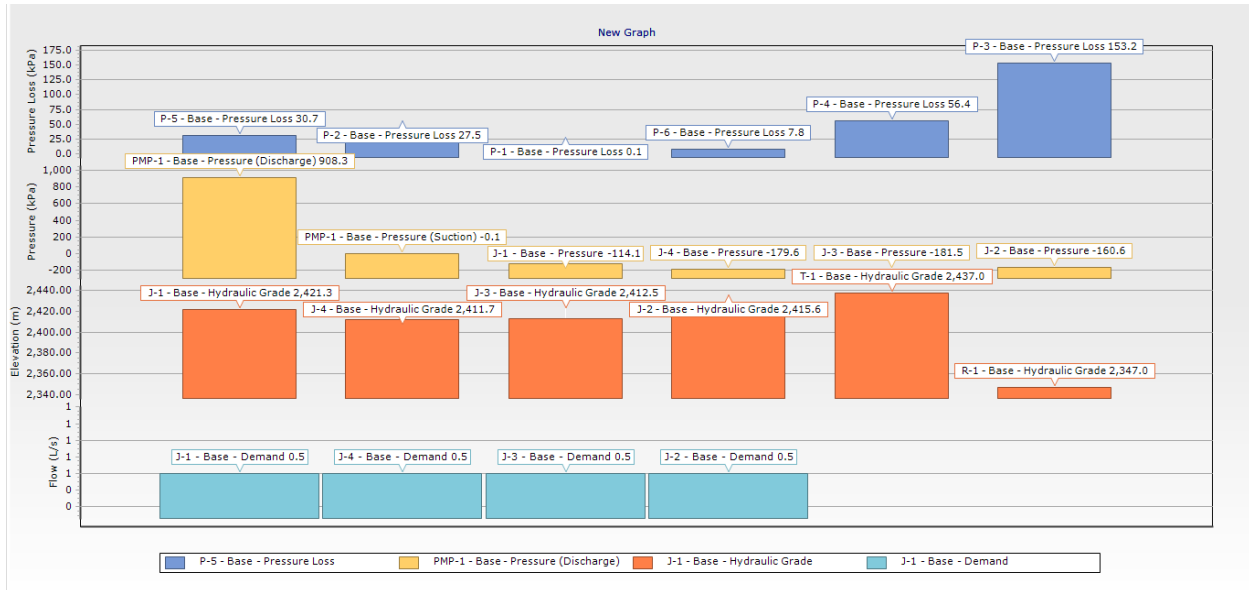 New Graph
Pressure Loss (kPa)
175.0
150.0
125.0
100.0
75.0
50.0
25.0
0.0
P-5 - Base - Pressure Loss 30.7
P-2 - Base - Pressure Loss 27.5
P-1 - Base - Pressure Loss 0.1
P-6 - Base - Pressure Loss 7.8
P-4 - Base - Pressure Loss 56.4
P-3 - Base - Pressure Loss 153.2
Pressure (kPa)
1,000
800
600
400
200
0
-200
PMP-1 - Base - Pressure (Discharge) 908.3
PMP-1 - Base - Pressure (Suction) -0.1
J-1 - Base - Pressure -114.1
J-4 - Base - Pressure -179.6
J-3 - Base - Pressure -181.5
J-2 - Base - Pressure -160.6
Elevation (m)
2,440.00
2,420.00
2,400.00
2,380.00
2,360.00
2,340.00
J-1 - Base - Hydraulic Grade 2,421.3
J-4 - Base - Hydraulic Grade 2,411.7
J-3 - Base - Hydraulic Grade 2,412.5
J-2 - Base - Hydraulic Grade 2,415.6
T-1 - Base - Hydraulic Grade 2,437.0
R-1 - Base - Hydraulic Grade 2,347.0
Flow (L/s)
1
1
1
1
1
0
0
J-1 - Base - Demand 0.5
J-4 - Base - Demand 0.5
J-3 - Base - Demand 0.5
J-2 - Base - Demand 0.5
P-5 - Base - Pressure Loss
PMP-1 - Base - Pressure (Discharge)
J-1 - Base - Hydraulic Grade
J-1 - Base - Demand